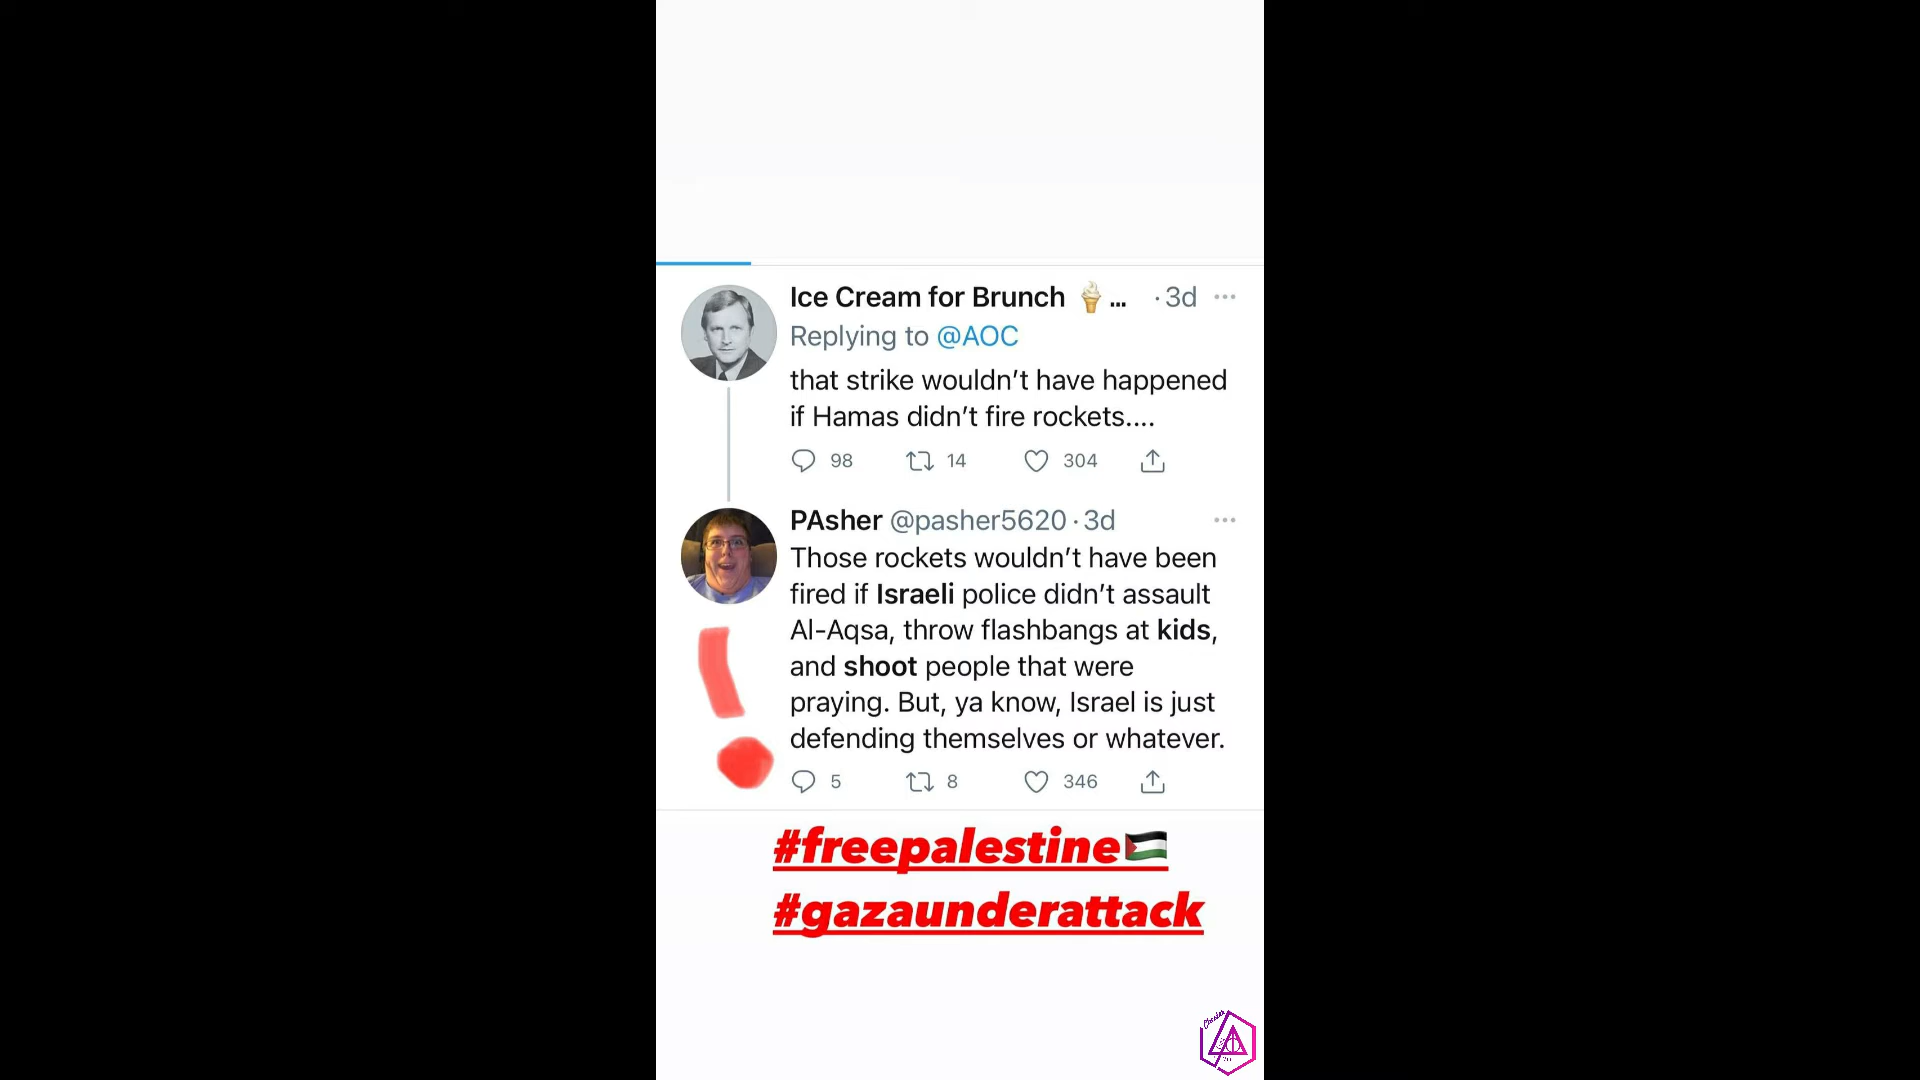 Ice Cream for Brunch 🍦... · 3d ···
Replying to @AOC
that strike wouldn’t have happened
if Hamas didn’t fire rockets....
98 14 304
PAsher @pasher5620 · 3d ···
Those rockets wouldn’t have been
fired if Israeli police didn’t assault
Al-Aqsa, throw flashbangs at kids,
and shoot people that were
praying. But, ya know, Israel is just
defending themselves or whatever.
5 8 346
#freepalestine🇵🇸
#gazaunderattack